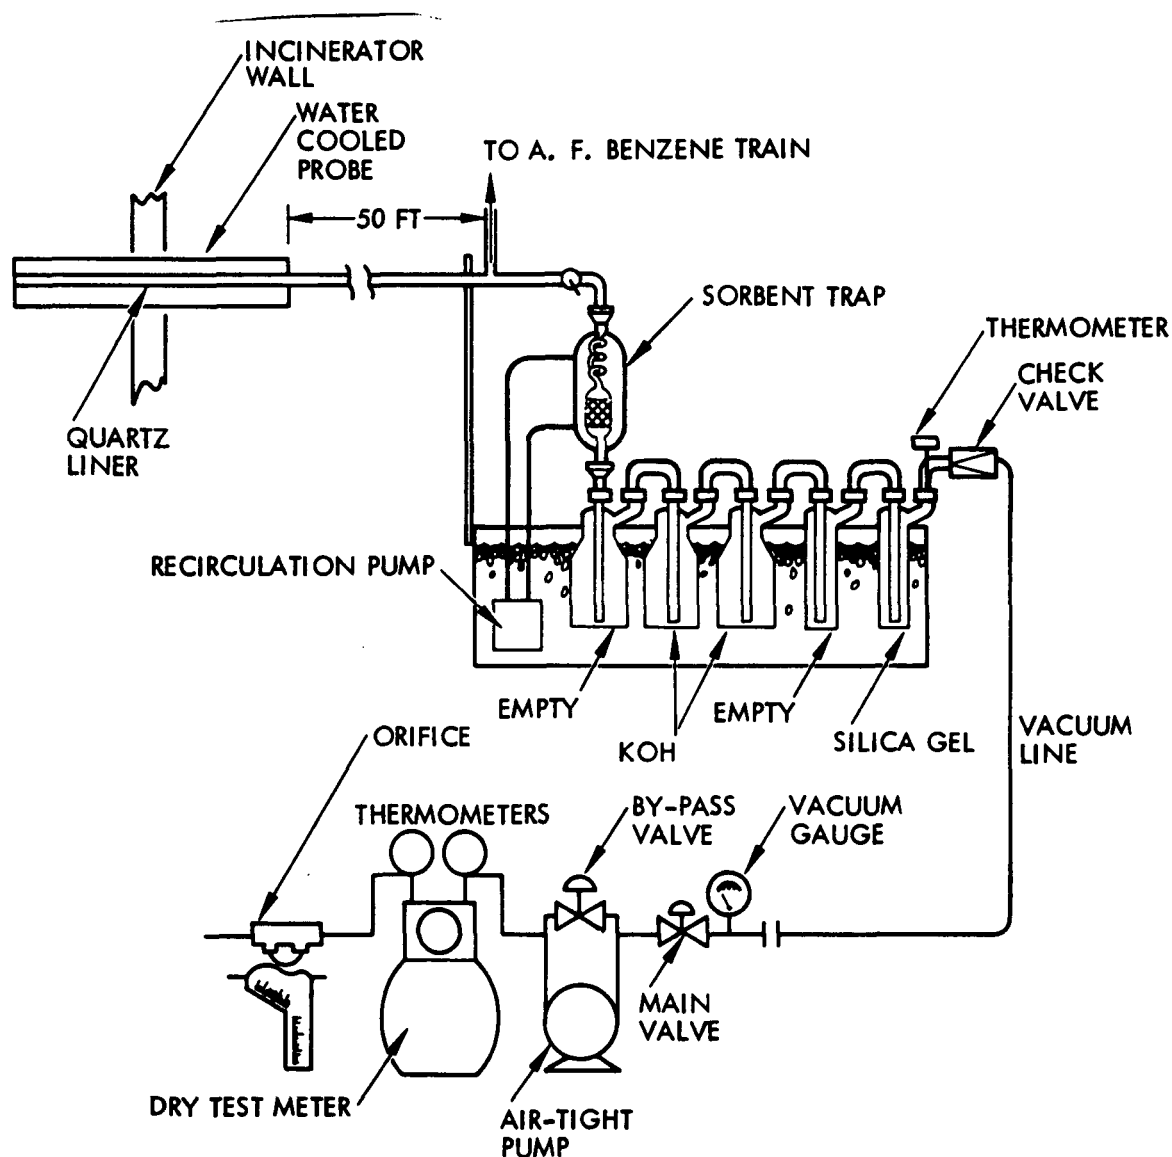 INCINERATOR
WALL
WATER
COOLED
PROBE
TO A. F. BENZENE TRAIN
50 FT
SORBENT TRAP
THERMOMETER
CHECK
VALVE
QUARTZ
LINER
RECIRCULATION PUMP
EMPTY
KOH
EMPTY
SILICA GEL
VACUUM
LINE
ORIFICE
THERMOMETERS
BY-PASS
VALVE
VACUUM
GAUGE
MAIN
VALVE
DRY TEST METER
AIR-TIGHT
PUMP